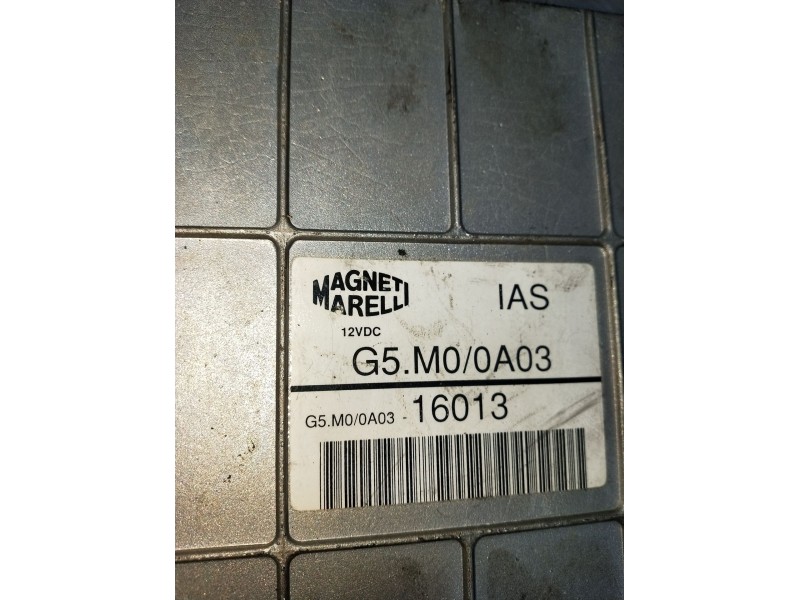 MAGNETI MARELLI
IAS
12VDC
G5.M0/0A03
G5.M0/0A03 - 16013